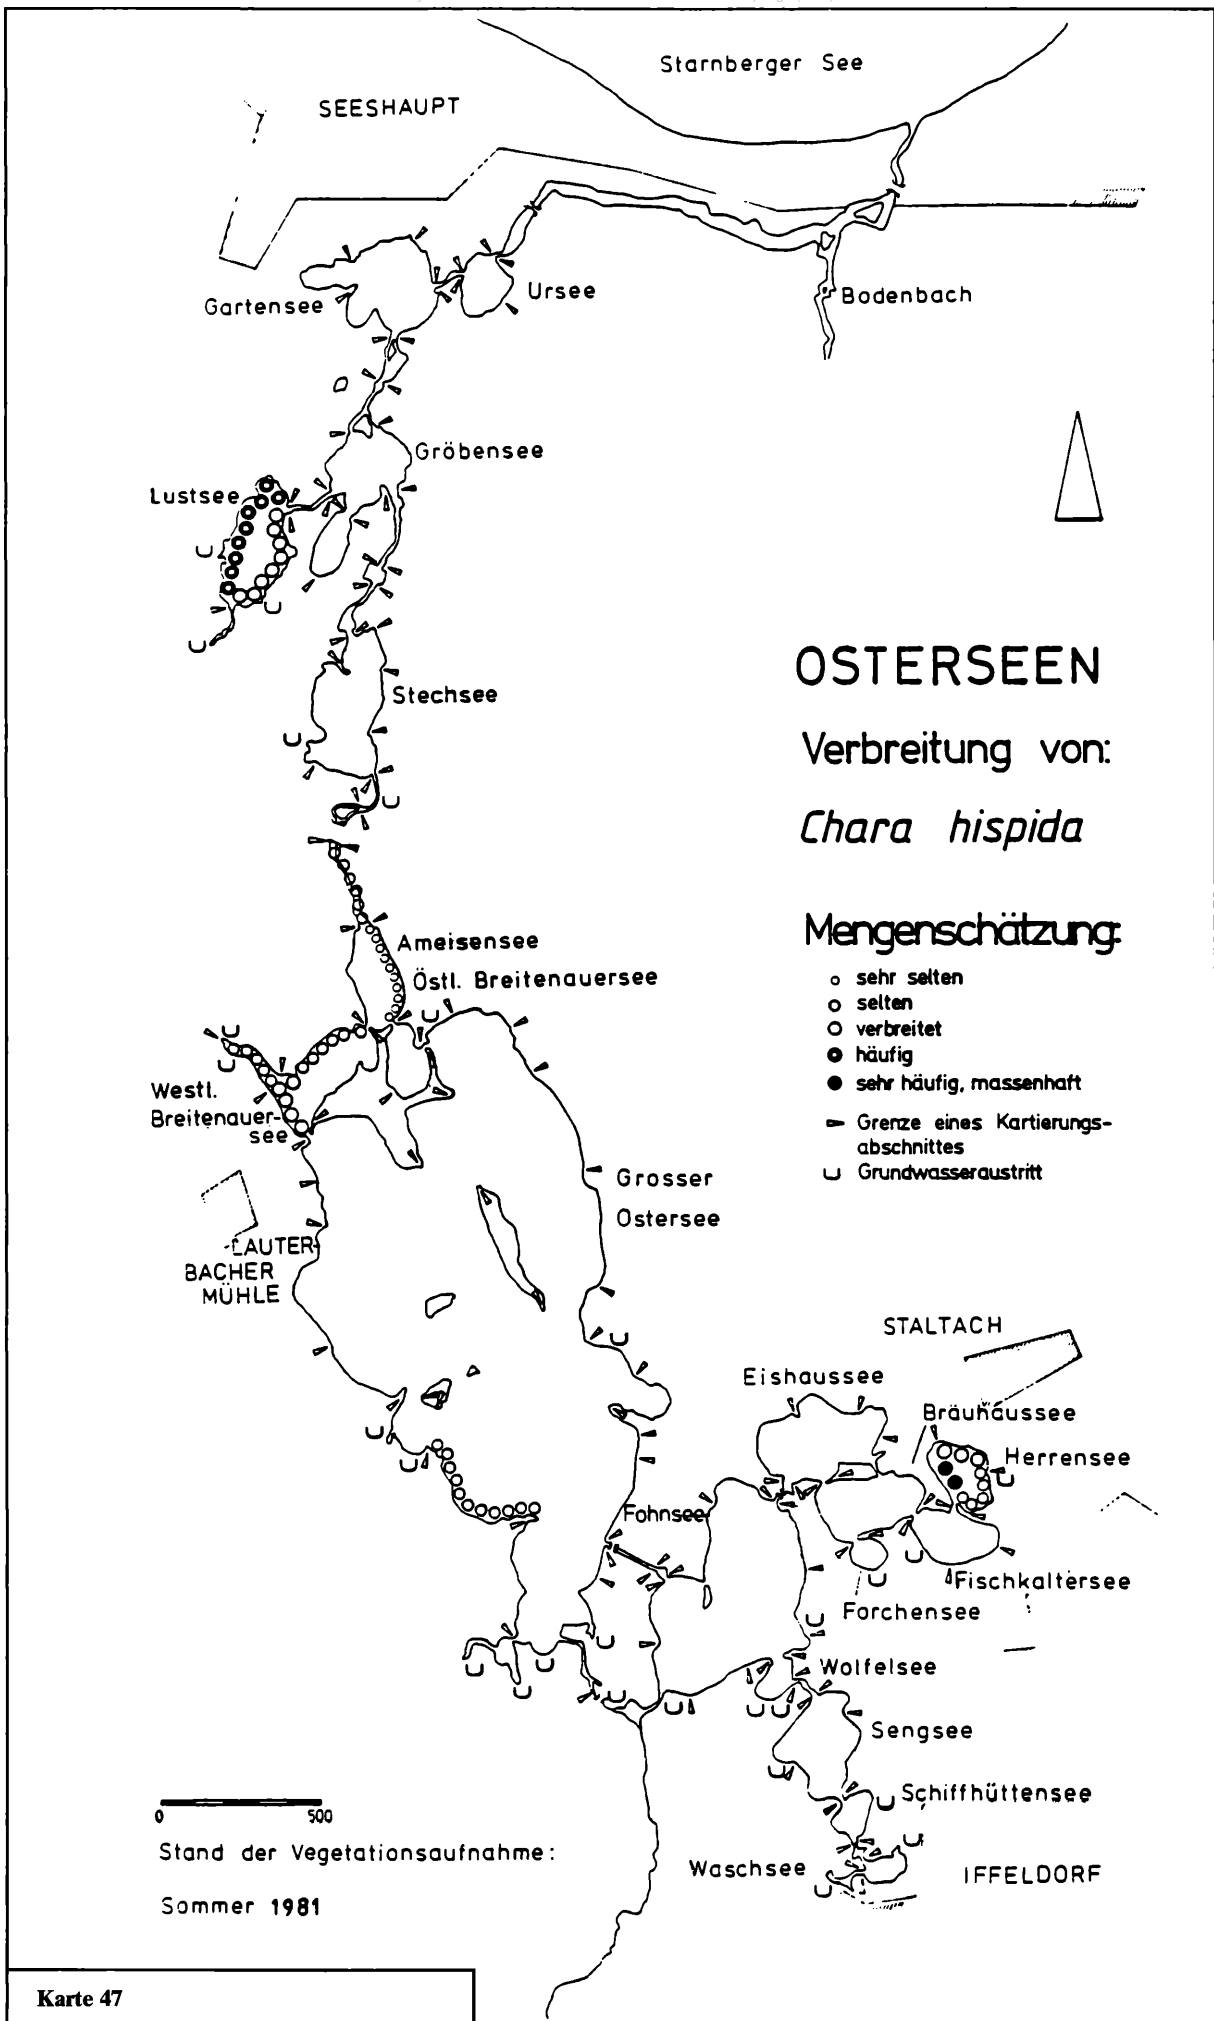 Starnberger See
SEESHAUPT
Gartensee
Ursee
Bodenbach
Gröbensee
Lustsee
OSTERSEEN
Stechsee
Verbreitung von:
Chara hispida
Mengenschätzung:
Ameisensee
Östl. Breitenauersee
sehr selten
selten
verbreitet
häufig
sehr häufig, massenhaft
Grenze eines Kartierungs-
abschnittes
Grundwasseraustritt
Westl.
Breitenauer-
see
Grosser
Ostersee
LAUTER-
BACHER
MÜHLE
STALTACH
Eishaussee
Bräuhaussee
Herrensee
Fohnsee
Fischkaltersee
Forchensee
Wolfelsee
Sengsee
Schiffhüttensee
Waschsee
IFFELDORF
0 500
Stand der Vegetationsaufnahme:
Sommer 1981
Karte 47